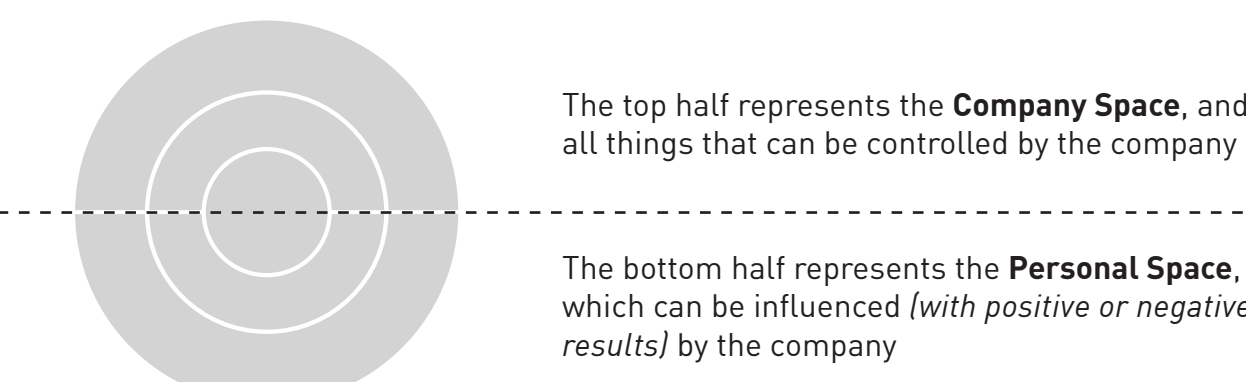 The top half represents the Company Space, and
all things that can be controlled by the company
The bottom half represents the Personal Space,
which can be influenced (with positive or negative
results) by the company